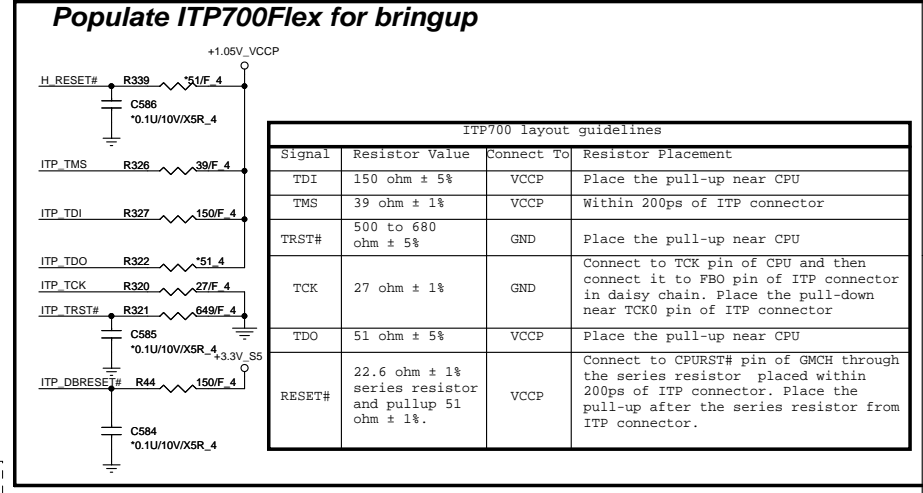 Populate ITP700Flex for bringup
+1.05V_VCCP
H_RESET# R339 *51/F_4
C586
*0.1U/10V/X5R_4
ITP_TMS R326 39/F_4
ITP_TDI R327 150/F_4
ITP_TDO R322 *51_4
ITP_TCK R320 27/F_4
ITP_TRST# R321 649/F_4
C585
*0.1U/10V/X5R_4
+3.3V_S5
ITP_DBRESET# R44 150/F_4
C584
*0.1U/10V/X5R_4
ITP700 layout guidelines
Signal Resistor Value Connect To Resistor Placement
TDI 150 ohm ± 5% VCCP Place the pull-up near CPU
TMS 39 ohm ± 1% VCCP Within 200ps of ITP connector
TRST# 500 to 680
ohm ± 5% GND Place the pull-up near CPU
TCK 27 ohm ± 1% GND Connect to TCK pin of CPU and then
connect it to FBO pin of ITP connector
in daisy chain. Place the pull-down
near TCK0 pin of ITP connector
TDO 51 ohm ± 5% VCCP Place the pull-up near CPU
RESET# 22.6 ohm ± 1%
series resistor
and pullup 51
ohm ± 1%. VCCP Connect to CPURST# pin of GMCH through
the series resistor placed within
200ps of ITP connector. Place the
pull-up after the series resistor from
ITP connector.